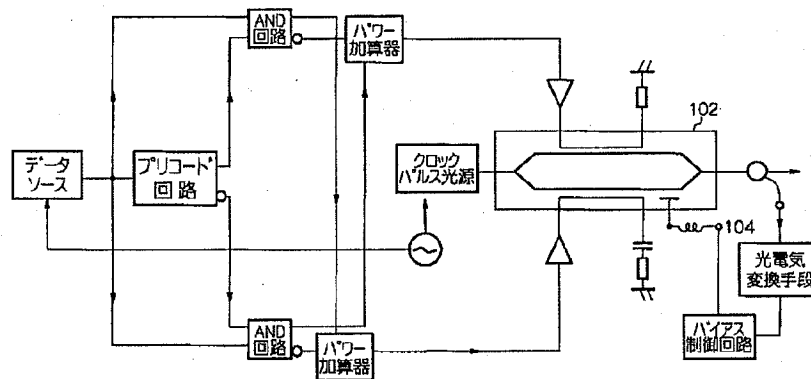 AND
回路
パワー
加算器
102
データ
ソース
プリコード
回路
クロック
パルス光源
104
光電気
変換手段
AND
回路
パワー
加算器
バイアス
制御回路